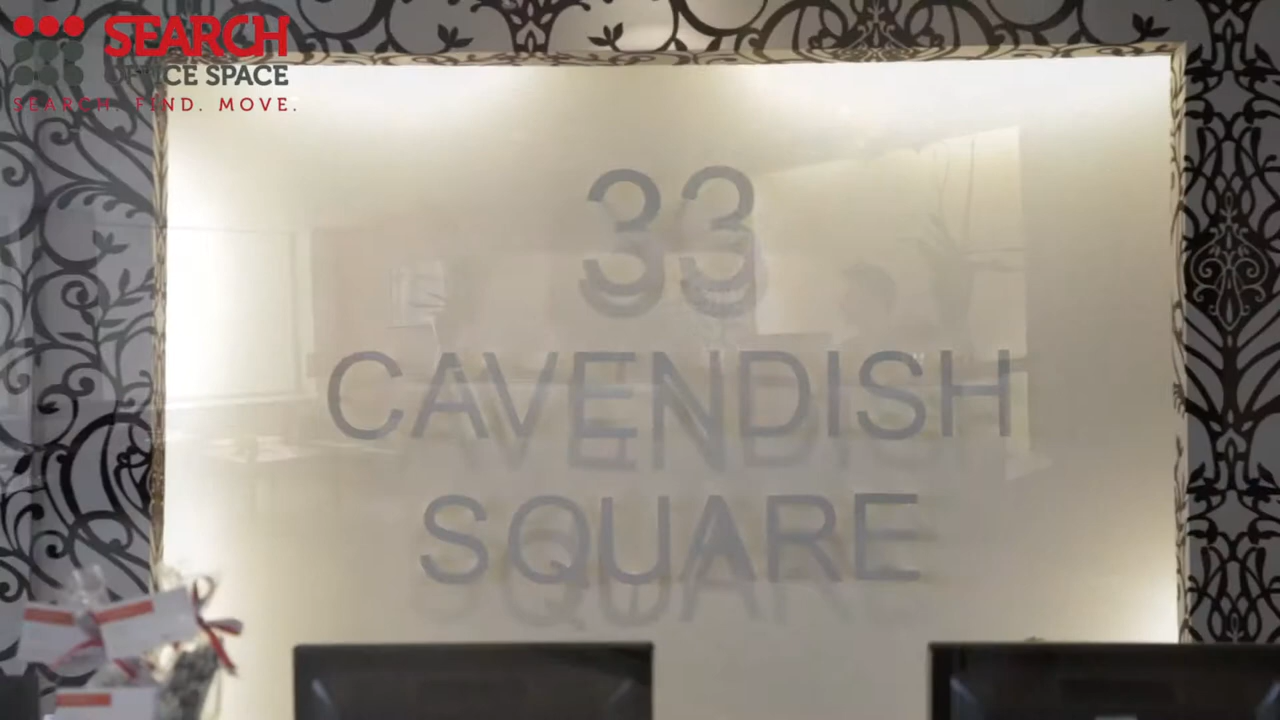 SEARCH
OFFICE SPACE
SEARCH. FIND. MOVE.
33
CAVENDISH
SQUARE